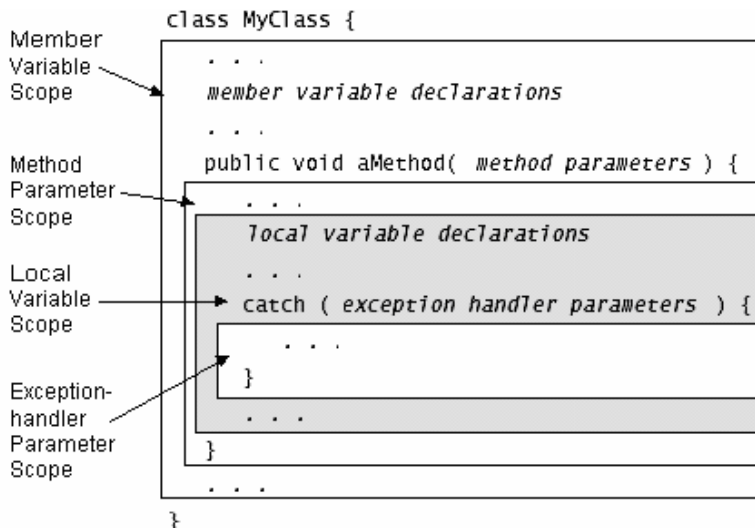 class MyClass {
Member
Variable
Scope
. . .
member variable declarations
. . .
Method
Parameter
Scope
public void aMethod( method parameters ) {
. . .
local variable declarations
. . .
Local
Variable
Scope
catch ( exception handler parameters ) {
. . .
}
Exception-
handler
Parameter
Scope
. . .
}
. . .
}